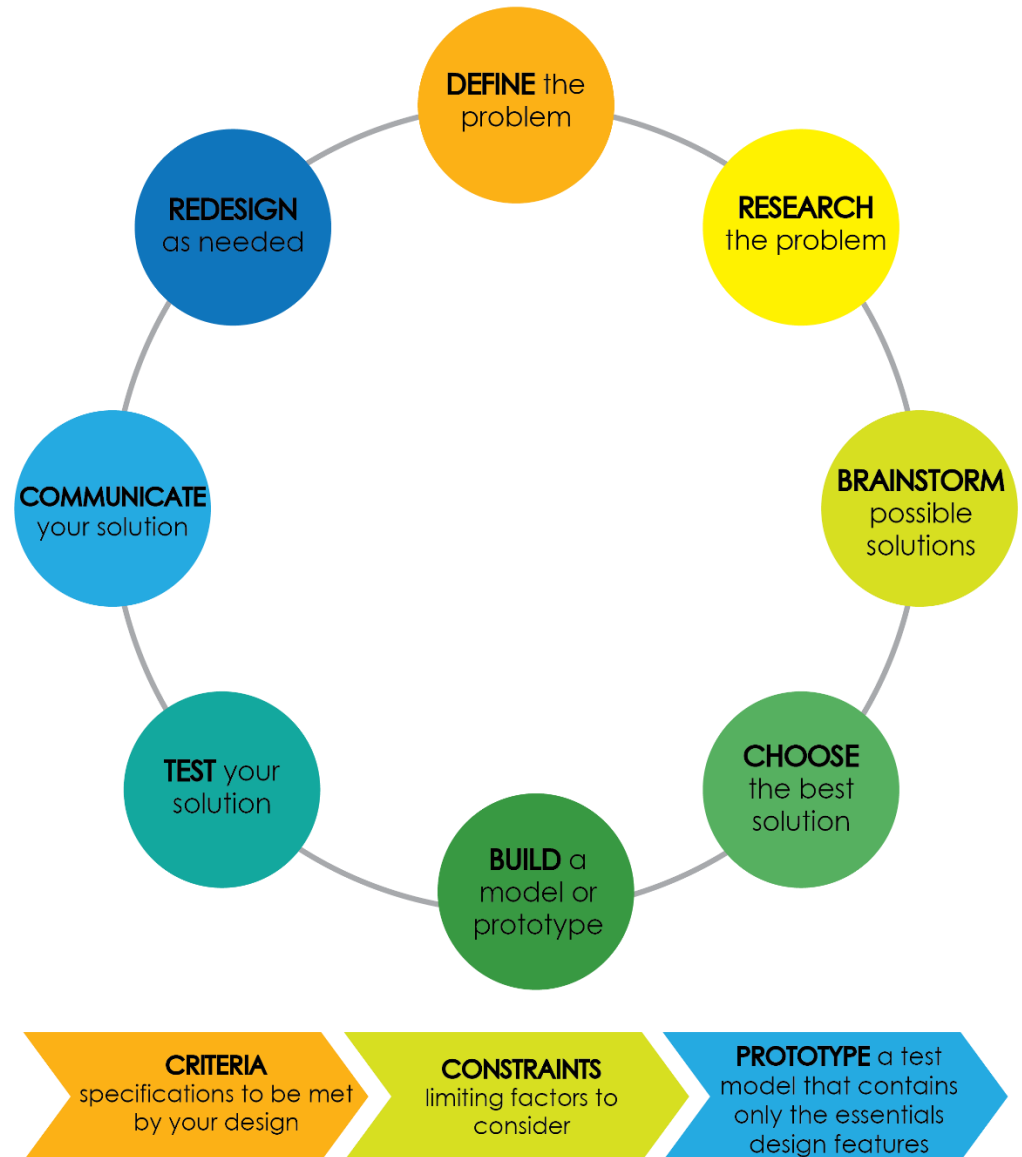 DEFINE the
problem
RESEARCH
the problem
BRAINSTORM
possible
solutions
CHOOSE
the best
solution
BUILD a
model or
prototype
TEST your
solution
COMMUNICATE
your solution
REDESIGN
as needed
CRITERIA
specifications to be met
by your design
CONSTRAINTS
limiting factors to
consider
PROTOTYPE a test
model that contains
only the essentials
design features